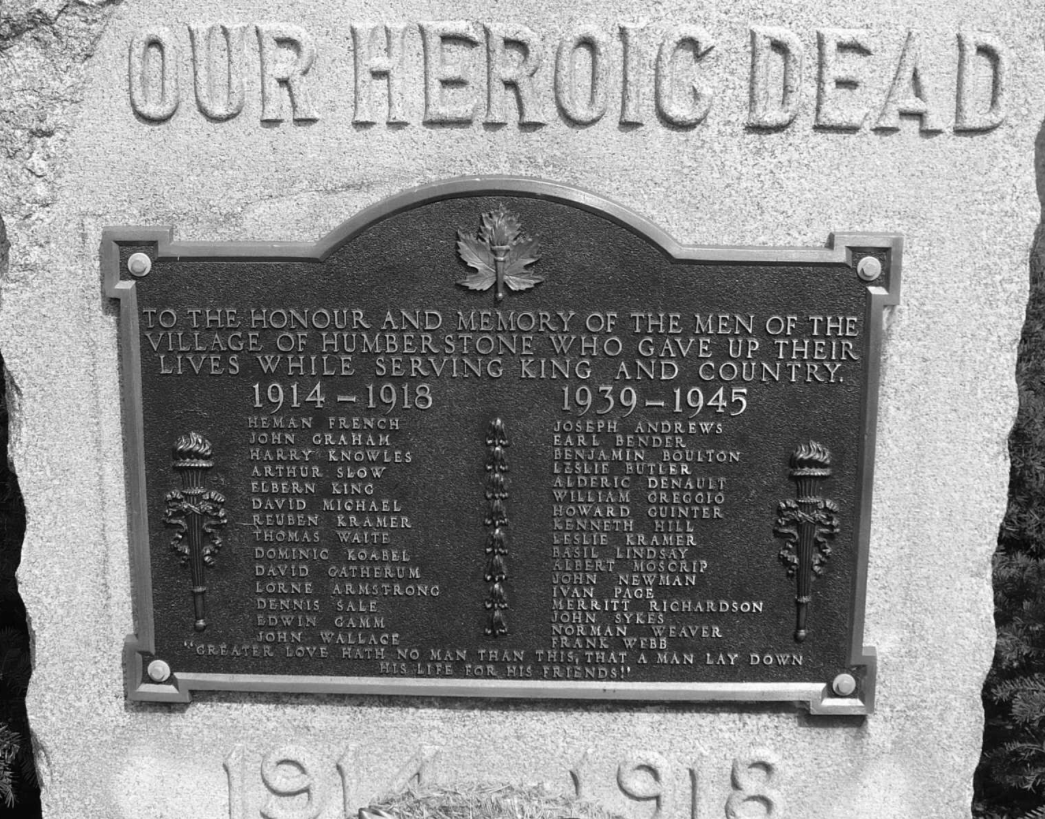 OUR HEROIC DEAD
TO THE HONOUR AND MEMORY OF THE MEN OF THE
VILLAGE OF HUMBERSTONE WHO GAVE UP THEIR
LIVES WHILE SERVING KING AND COUNTRY.
1914 - 1918
HEMAN FRENCH
JOHN GRAHAM
HARRY KNOWLES
ARTHUR SLOW
ELBERN KING
DAVID MICHAEL
REUBEN KRAMER
THOMAS WAITE
DOMINIC KOABEL
DAVID GATHERUM
LORNE ARMSTRONG
DENNIS SALE
EDWIN GAMM
JOHN WALLACE
1939 - 1945
JOSEPH ANDREWS
EARL BENDER
BENJAMIN BOULTON
LESLIE BUTLER
ALDERIC DENAULT
WILLIAM GREGGIO
HOWARD GUINTER
KENNETH HILL
LESLIE KRAMER
BASIL LINDSAY
ALBERT MOSCRIP
JOHN NEWMAN
IVAN PAGE
MERRITT RICHARDSON
JOHN SYKES
NORMAN WEAVER
FRANK WEBB
"GREATER LOVE HATH NO MAN THAN THIS, THAT A MAN LAY DOWN
HIS LIFE FOR HIS FRIENDS!"
1914 - 1918